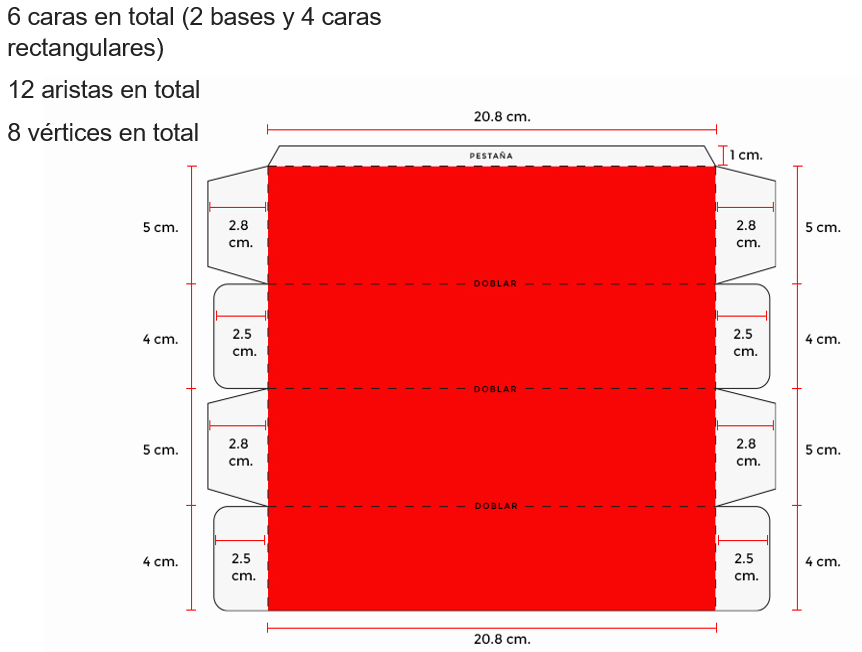 6 caras en total (2 bases y 4 caras
rectangulares)
12 aristas en total
8 vértices en total
20.8 cm.
PESTAÑA
1 cm.
5 cm.
2.8
cm.
2.8
cm.
5 cm.
DOBLAR
4 cm.
2.5
cm.
2.5
cm.
4 cm.
DOBLAR
5 cm.
2.8
cm.
2.8
cm.
5 cm.
DOBLAR
4 cm.
2.5
cm.
2.5
cm.
4 cm.
20.8 cm.